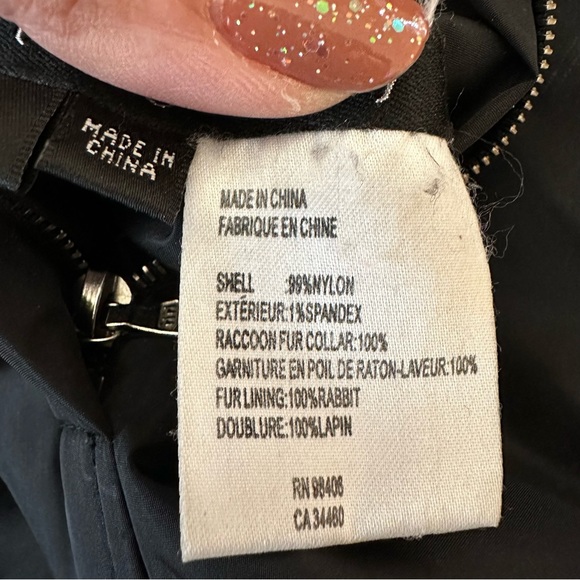 MADE IN
CHINA
MADE IN CHINA
FABRIQUE EN CHINE
SHELL :99%NYLON
EXTÉRIEUR:1%SPANDEX
RACCOON FUR COLLAR:100%
GARNITURE EN POIL DE RATON-LAVEUR:100%
FUR LINING:100%RABBIT
DOUBLURE:100%LAPIN
RN 98406
CA 34460